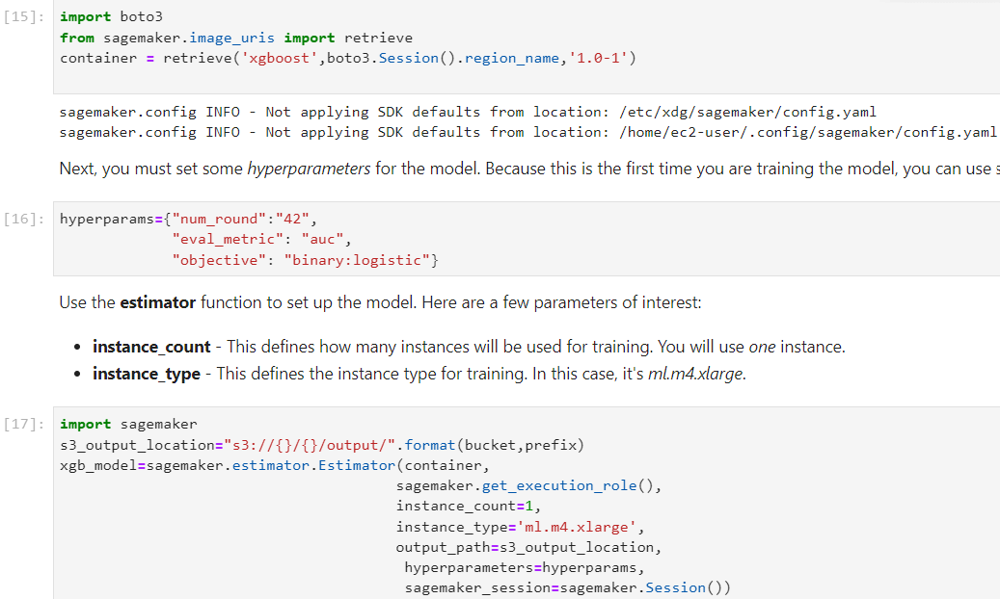 [15]: import boto3
from sagemaker.image_uris import retrieve
container = retrieve('xgboost',boto3.Session().region_name,'1.0-1')
sagemaker.config INFO - Not applying SDK defaults from location: /etc/xdg/sagemaker/config.yaml
sagemaker.config INFO - Not applying SDK defaults from location: /home/ec2-user/.config/sagemaker/config.yaml
Next, you must set some hyperparameters for the model. Because this is the first time you are training the model, you can use
[16]: hyperparams={"num_round":"42",
"eval_metric": "auc",
"objective": "binary:logistic"}
Use the estimator function to set up the model. Here are a few parameters of interest:
• instance_count - This defines how many instances will be used for training. You will use one instance.
• instance_type - This defines the instance type for training. In this case, it's ml.m4.xlarge.
[17]: import sagemaker
s3_output_location="s3://{}/{}/output/".format(bucket,prefix)
xgb_model=sagemaker.estimator.Estimator(container,
sagemaker.get_execution_role(),
instance_count=1,
instance_type='ml.m4.xlarge',
output_path=s3_output_location,
hyperparameters=hyperparams,
sagemaker_session=sagemaker.Session())